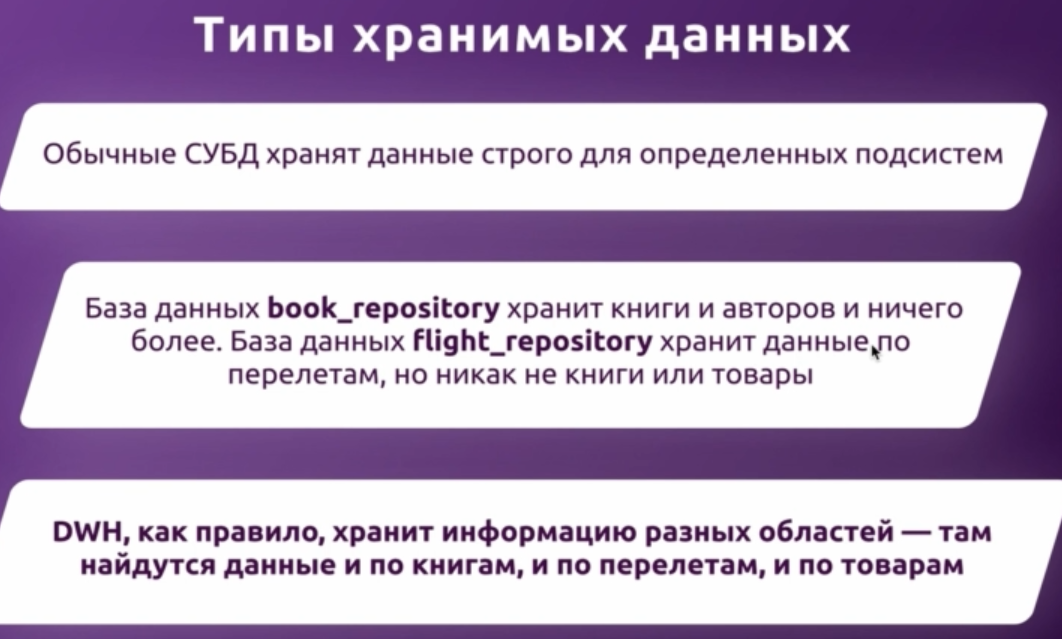 Типы хранимых данных
Обычные СУБД хранят данные строго для определенных подсистем
База данных book_repository хранит книги и авторов и ничего
более. База данных flight_repository хранит данные по
перелетам, но никак не книги или товары
DWH, как правило, хранит информацию разных областей — там
найдутся данные и по книгам, и по перелетам, и по товарам